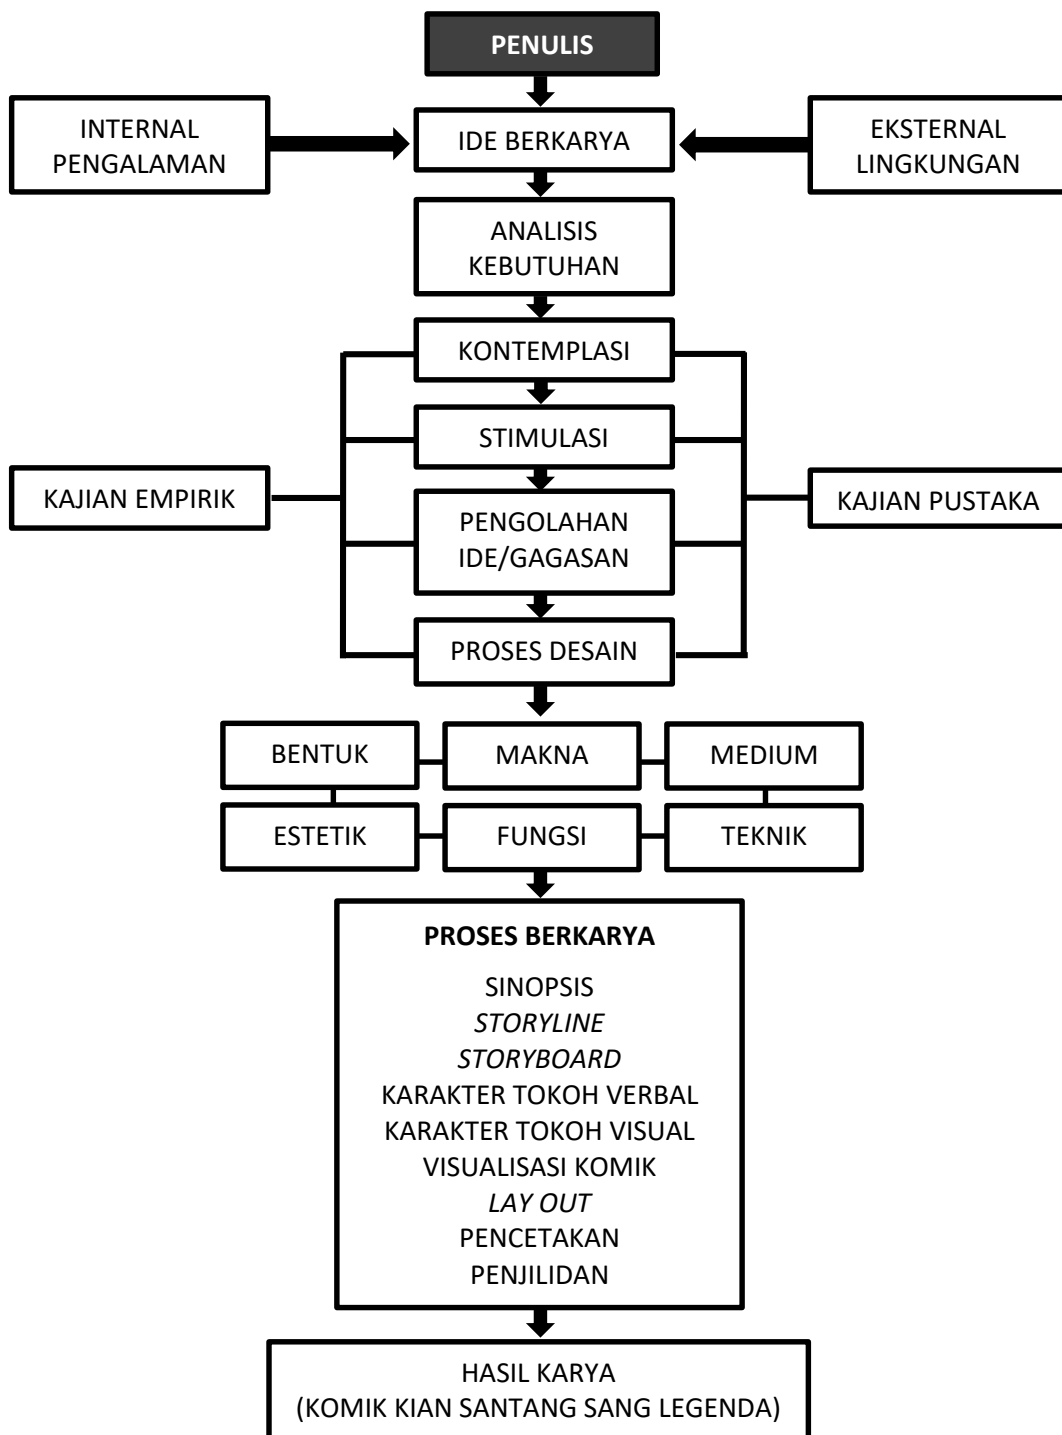 PENULIS
INTERNAL
PENGALAMAN
IDE BERKARYA
EKSTERNAL
LINGKUNGAN
ANALISIS
KEBUTUHAN
KONTEMPLASI
STIMULASI
KAJIAN EMPIRIK
PENGOLAHAN
IDE/GAGASAN
KAJIAN PUSTAKA
PROSES DESAIN
BENTUK
MAKNA
MEDIUM
ESTETIK
FUNGSI
TEKNIK
PROSES BERKARYA
SINOPSIS
STORYLINE
STORYBOARD
KARAKTER TOKOH VERBAL
KARAKTER TOKOH VISUAL
VISUALISASI KOMIK
LAY OUT
PENCETAKAN
PENJILIDAN
HASIL KARYA
(KOMIK KIAN SANTANG SANG LEGENDA)